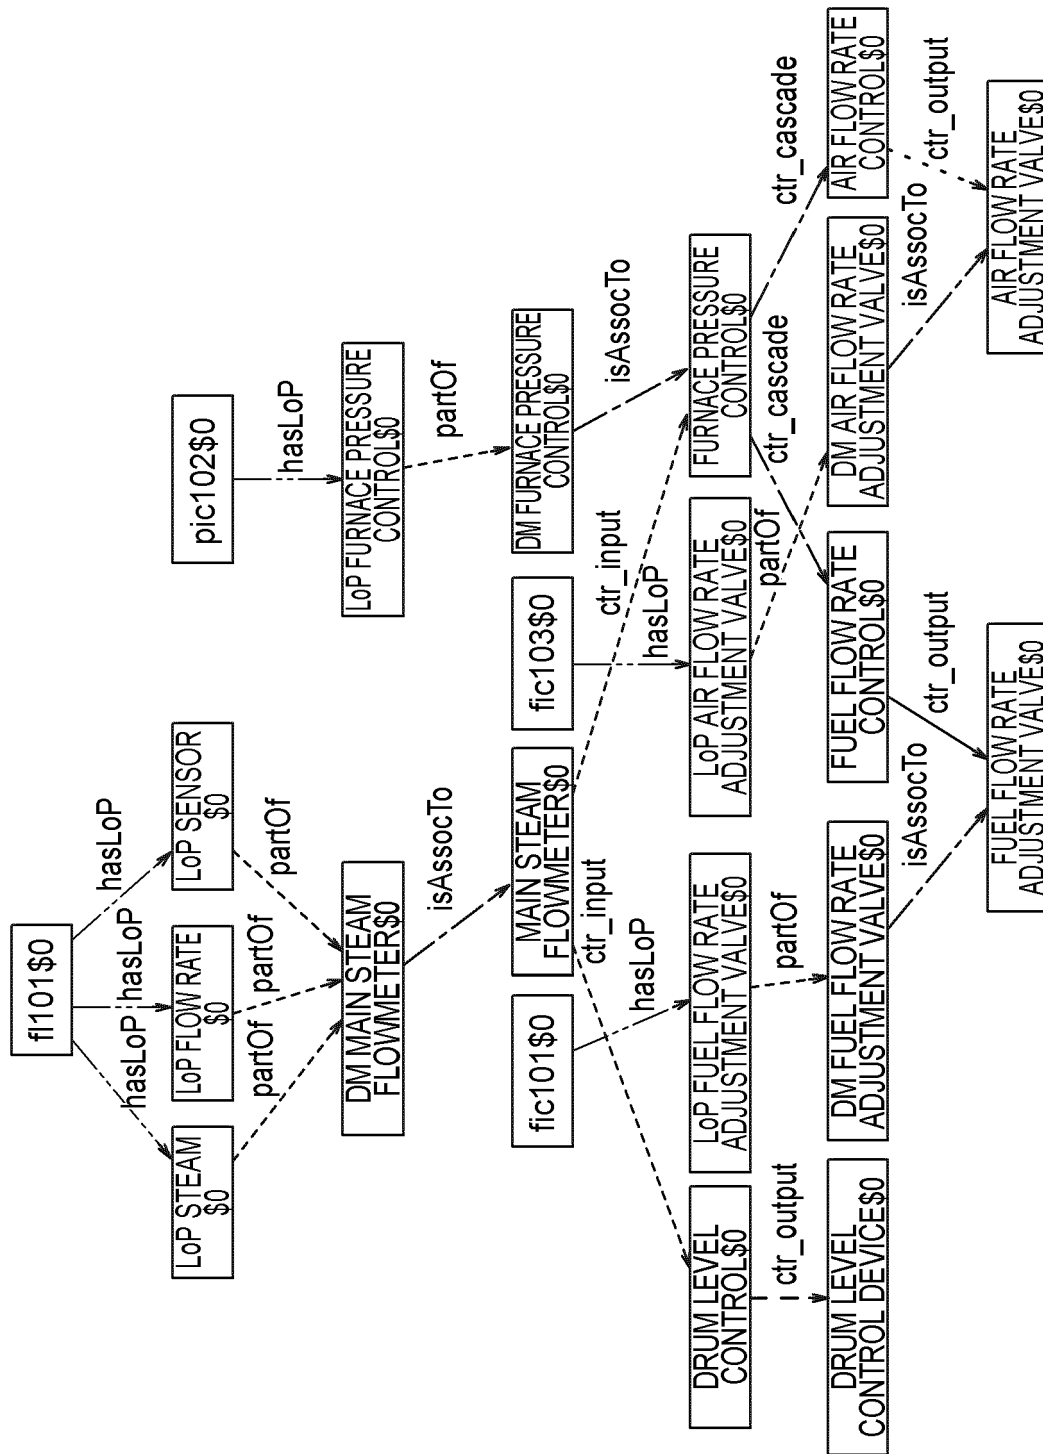 fl101$0
hasLoP
hasLoP
hasLoP
LoP STEAM
$0
LoP FLOW RATE
$0
LoP SENSOR
$0
pic102$0
partOf
partOf
partOf
hasLoP
DM MAIN STEAM
FLOWMETER$0
LoP FURNACE PRESSURE
CONTROL$0
isAssocTo
partOf
fic101$0
MAIN STEAM
FLOWMETER$0
fic103$0
DM FURNACE PRESSURE
CONTROL$0
ctr_input
hasLoP
ctr_input
hasLoP
isAssocTo
DRUM LEVEL
CONTROL$0
LoP FUEL FLOW RATE
ADJUSTMENT VALVE$0
LoP AIR FLOW RATE
ADJUSTMENT VALVE$0
FURNACE PRESSURE
CONTROL$0
ctr_output
partOf
partOf
ctr_cascade
ctr_cascade
DRUM LEVEL
CONTROL DEVICE$0
DM FUEL FLOW RATE
ADJUSTMENT VALVE$0
FUEL FLOW RATE
CONTROL$0
DM AIR FLOW RATE
ADJUSTMENT VALVE$0
AIR FLOW RATE
CONTROL$0
isAssocTo
ctr_output
isAssocTo
ctr_output
FUEL FLOW RATE
ADJUSTMENT VALVE$0
AIR FLOW RATE
ADJUSTMENT VALVE$0